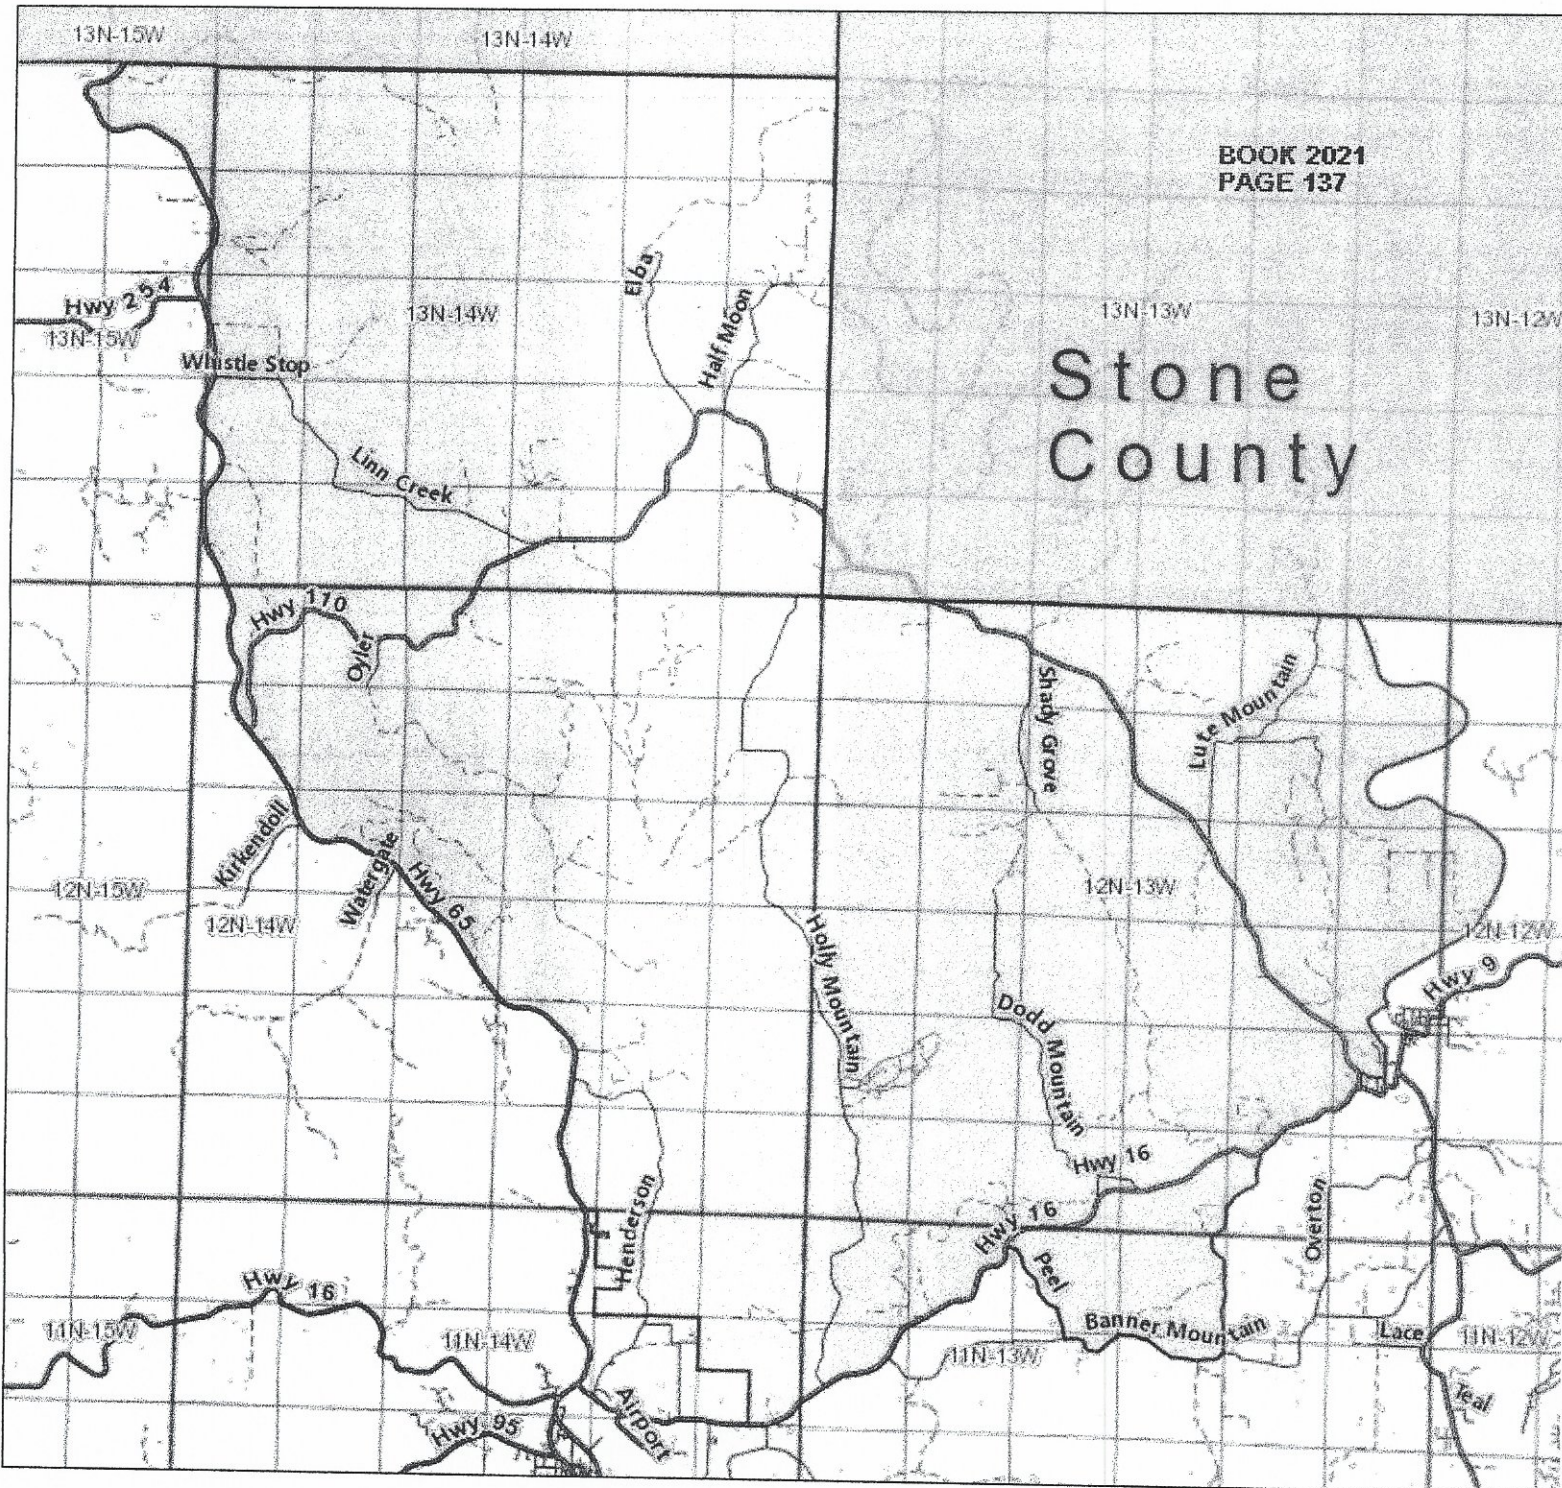 13N-15W
13N-14W
BOOK 2021
PAGE 137
Hwy 254
13N-15W
13N-14W
Elba
Half Moon
13N-13W
13N-12W
Whistle Stop
Stone
County
Linn Creek
Hwy 110
Oyler
Shady Grove
Lute Mountain
Kirkendoll
Watergate
Hwy 65
12N-15W
12N-14W
12N-13W
Holly Mountain
12N-12W
Hwy 9
Dodd Mountain
Hwy 16
Henderson
Hwy 16
Overton
Peel
Hwy 16
11N-15W
11N-14W
Banner Mountain
11N-13W
Lace
11N-12W
Teal
Airport
Hwy 95